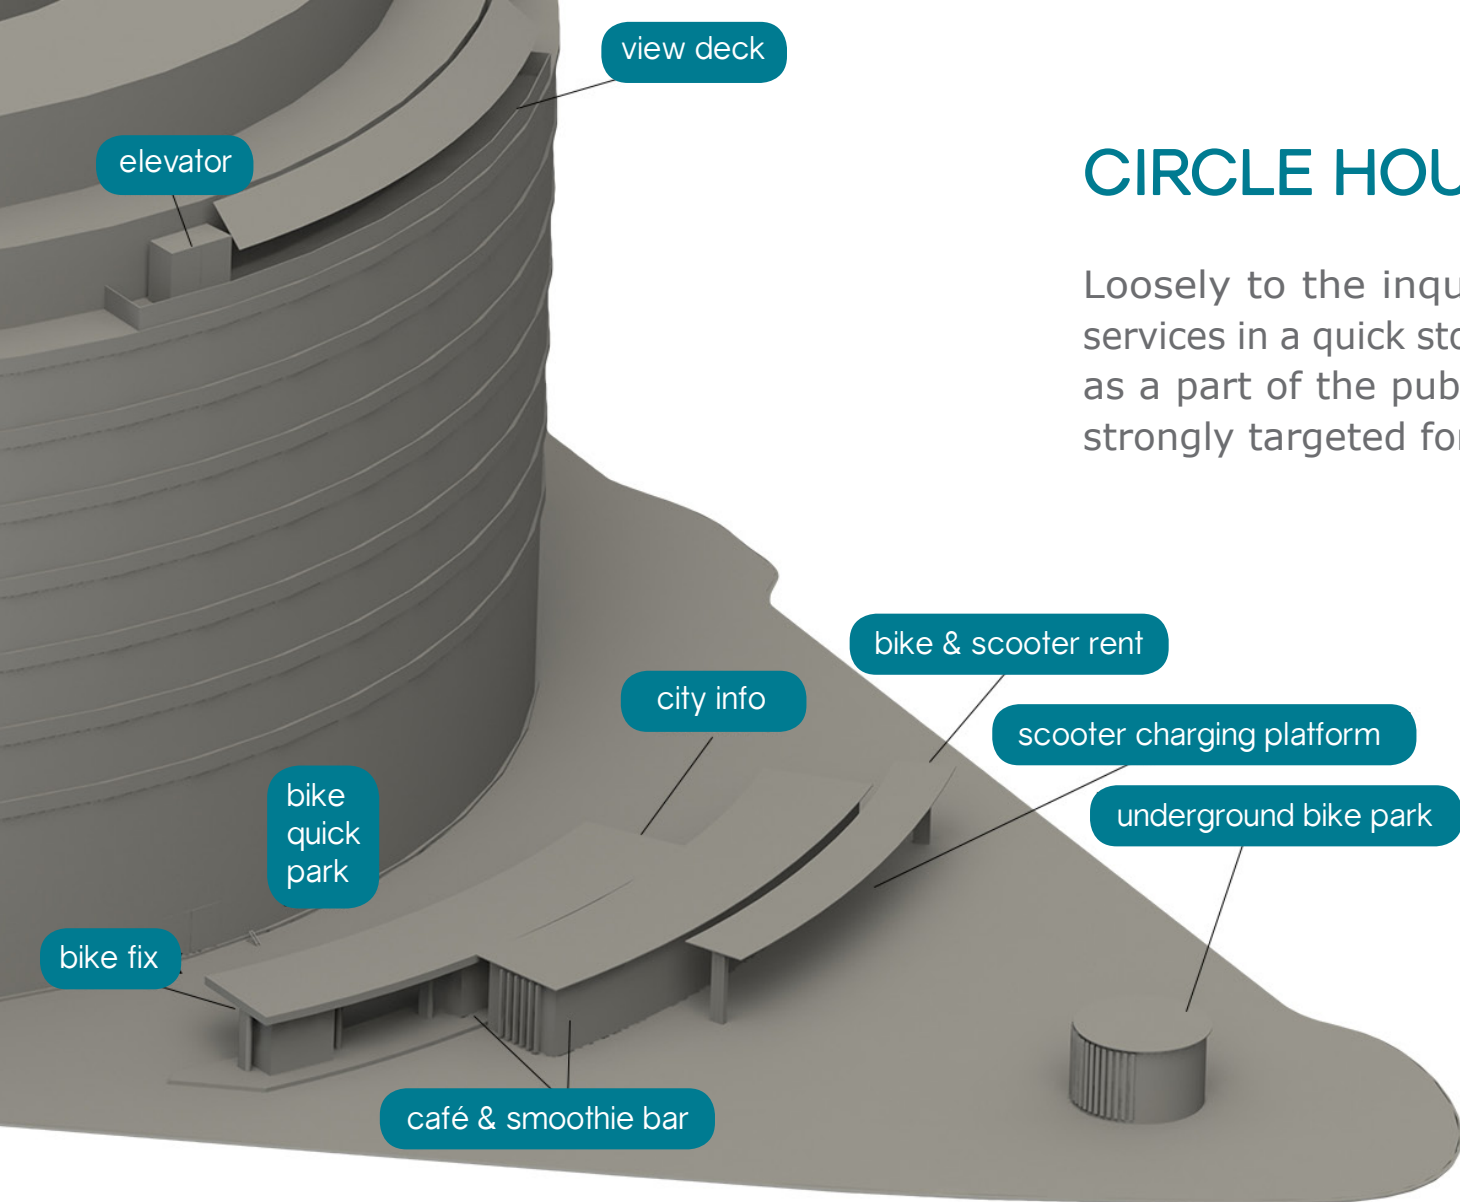 view deck
elevator
CIRCLE HOU
Loosely to the inqu
services in a quick sto
as a part of the pub
strongly targeted for
bike & scooter rent
city info
scooter charging platform
bike
quick
park
underground bike park
bike fix
café & smoothie bar